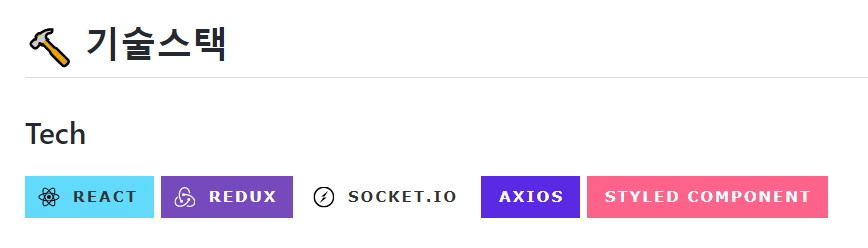 기술스택
Tech
REACT REDUX SOCKET.IO AXIOS STYLED COMPONENT